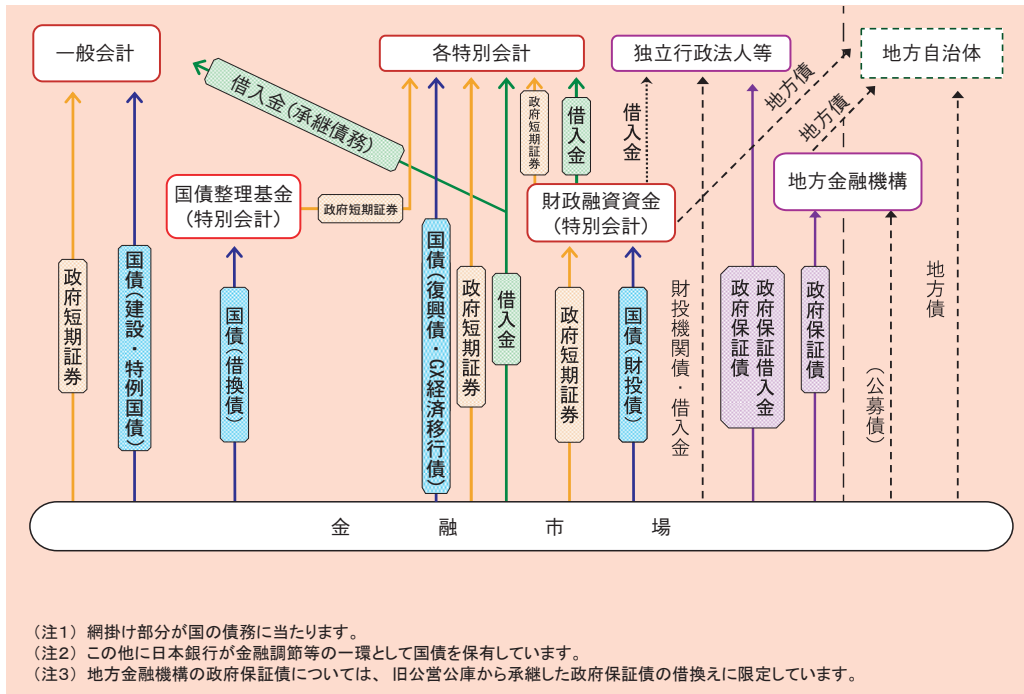 一般会計
各特別会計
独立行政法人等
地方自治体
借入金(承継債務)
政府短期証券
借入金
借入金
地方債
地方債
国債整理基金
(特別会計)
政府短期証券
財政融資資金
(特別会計)
地方金融機構
政府短期証券
国債(建設・特例国債)
国債(借換債)
国債(復興債・GX経済移行債)
政府短期証券
借入金
政府短期証券
国債(財投債)
財投機関債・借入金
政府保証借入金
政府保証債
政府保証債
(公募債)
地方債
金融市場
(注1) 網掛け部分が国の債務に当たります。
(注2) この他に日本銀行が金融調節等の一環として国債を保有しています。
(注3) 地方金融機構の政府保証債については、旧公営公庫から承継した政府保証債の借換えに限定しています。